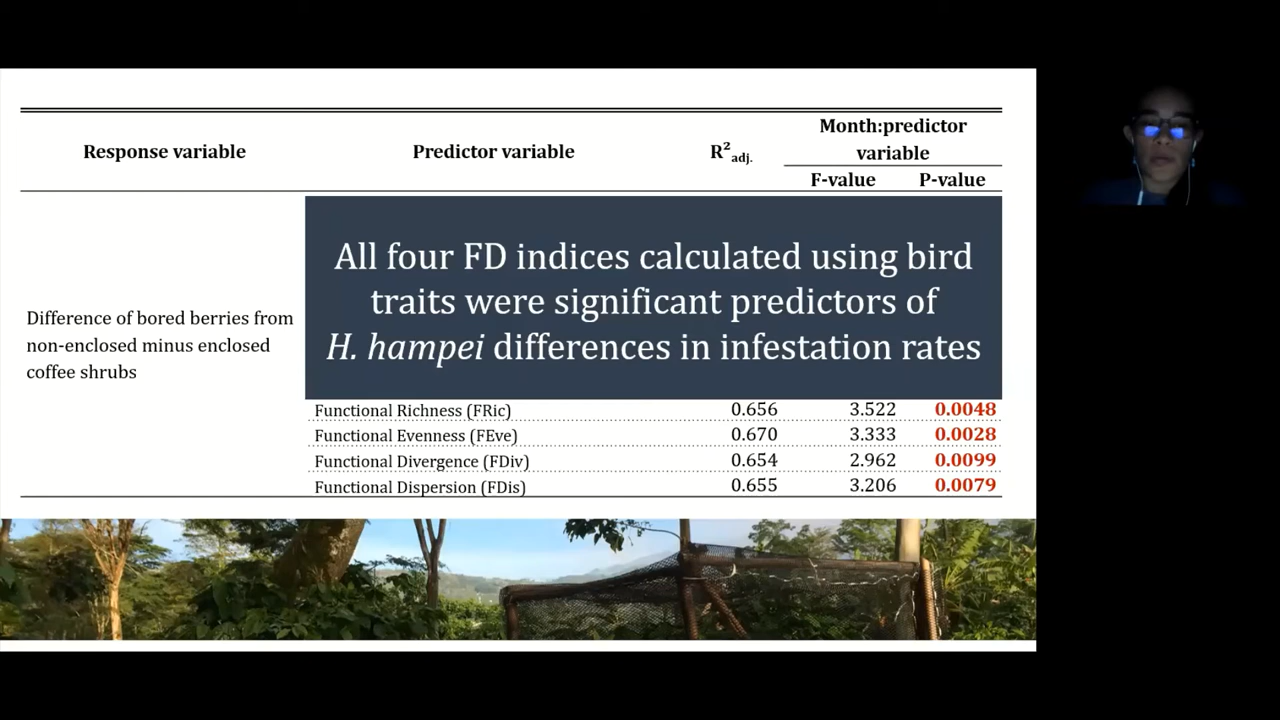 Response variable
Predictor variable
R²adj.
Month:predictor
variable
F-value P-value
All four FD indices calculated using bird
traits were significant predictors of
H. hampei differences in infestation rates
Difference of bored berries from
non-enclosed minus enclosed
coffee shrubs
Functional Richness (FRic) 0.656 3.522 0.0048
Functional Evenness (FEve) 0.670 3.333 0.0028
Functional Divergence (FDiv) 0.654 2.962 0.0099
Functional Dispersion (FDis) 0.655 3.206 0.0079